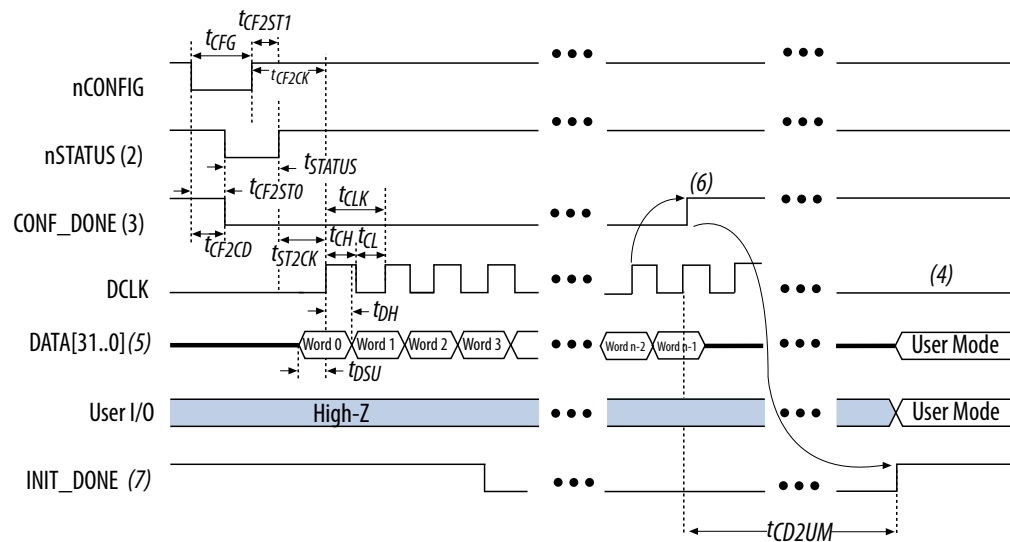 tCF2ST1
tCFG
tCF2CK
nCONFIG
nSTATUS (2)
tSTATUS
tCF2ST0
tCLK
(6)
CONF_DONE (3)
tCF2CD
tST2CK
tCH tCL
DCLK
(4)
tDH
DATA[31..0](5)
Word 0 Word 1 Word 2 Word 3
Word n-2 Word n-1
User Mode
tDSU
User I/O
High-Z
User Mode
INIT_DONE (7)
tCD2UM